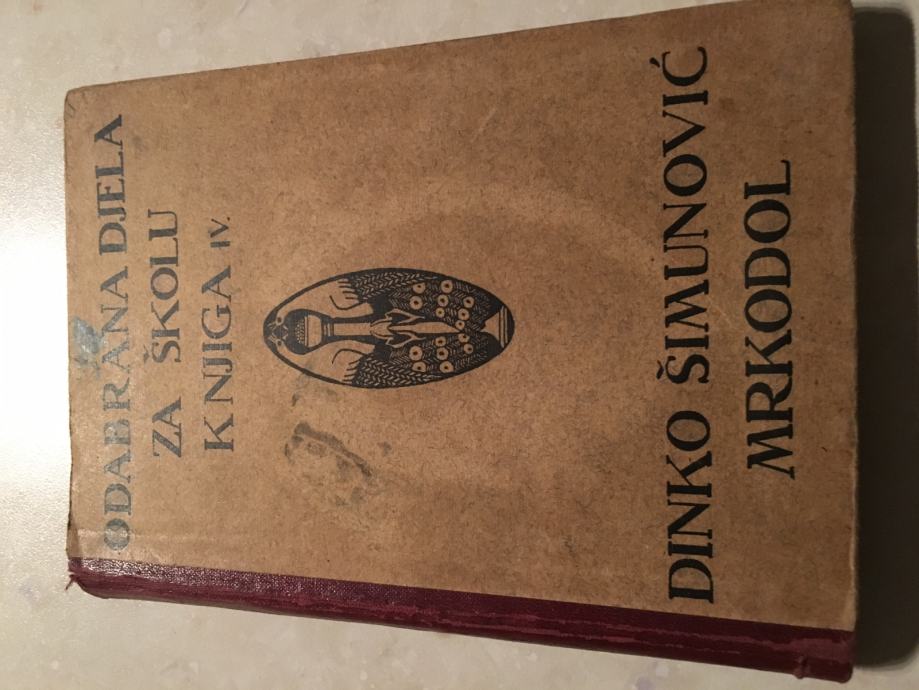 ODABRANA DJELA
ZA ŠKOLU
KNJIGA IV.
DINKO ŠIMUNOVIĆ
MRKODOL